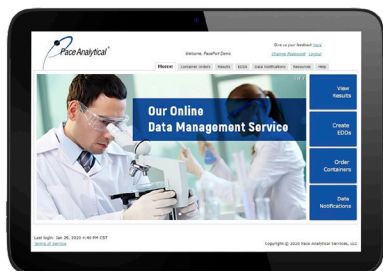 Pace Analytical®
Welcome, PacePort Demo.
Give us your feedback here
Change Password Logout
Home Container Orders Results EDDs Data Notifications Resources Help
Our Online
Data Management Service
View
Results
Create
EDDs
Order
Containers
Data
Notifications
Last login: Jan 29, 2020 4:40 PM CST
Terms of Service
Copyright © 2020 Pace Analytical Services, LLC